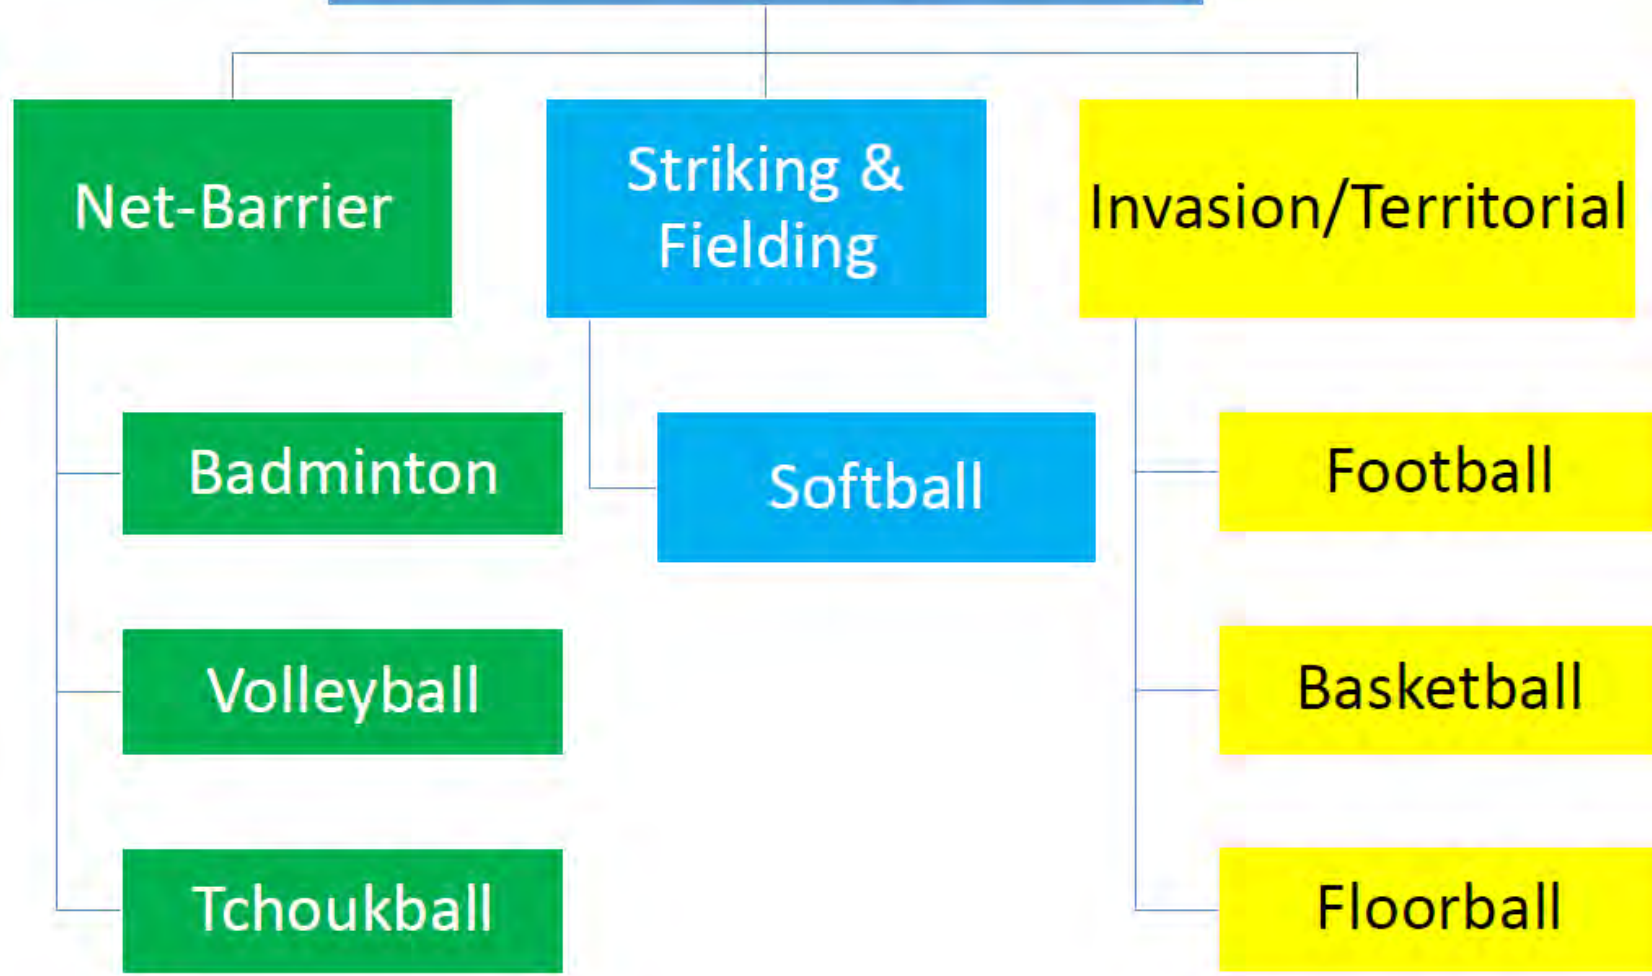 Net-Barrier
Striking &
Fielding
Invasion/Territorial
Badminton
Volleyball
Tchoukball
Softball
Football
Basketball
Floorball